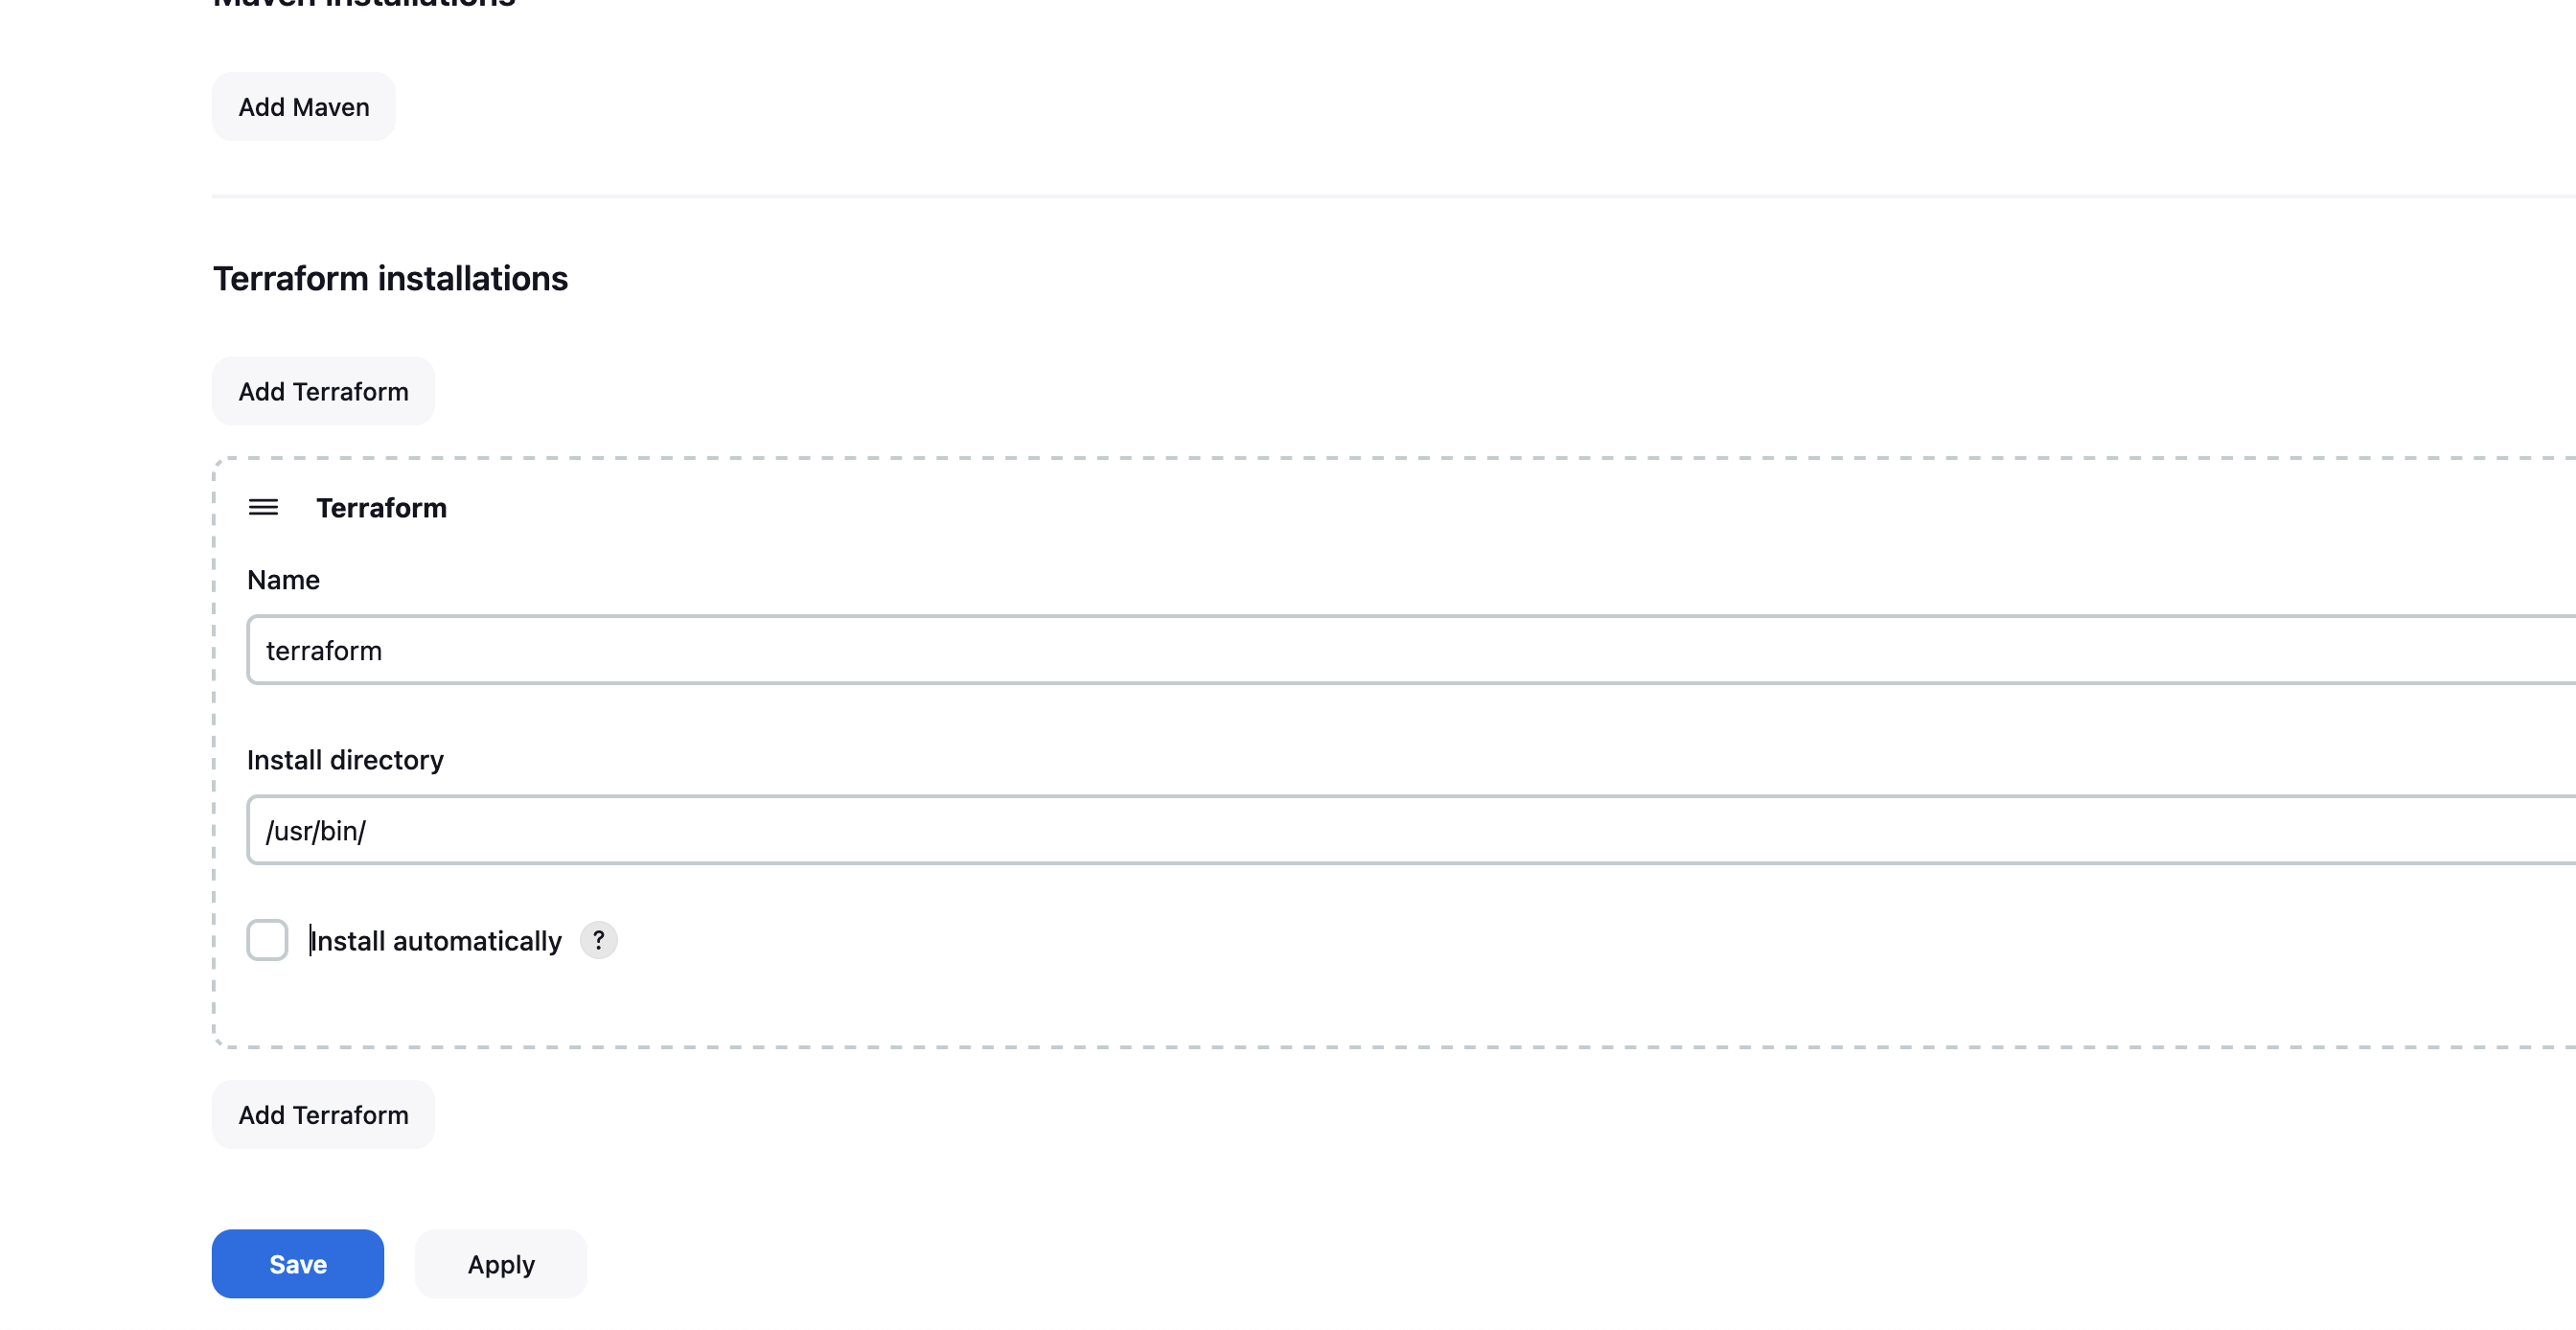 Maven installations
Add Maven
Terraform installations
Add Terraform
Terraform
Name
terraform
Install directory
/usr/bin/
Install automatically ?
Add Terraform
Save Apply